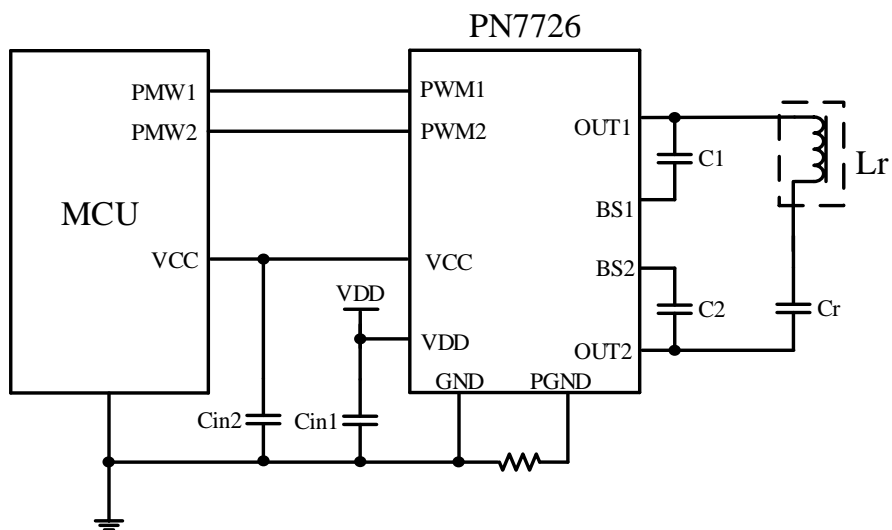 PN7726
PMW1
PWM1
OUT1
PMW2
PWM2
C1
Lr
MCU
BS1
VCC
VCC
BS2
VDD
C2
Cr
VDD
OUT2
GND
PGND
Cin2
Cin1